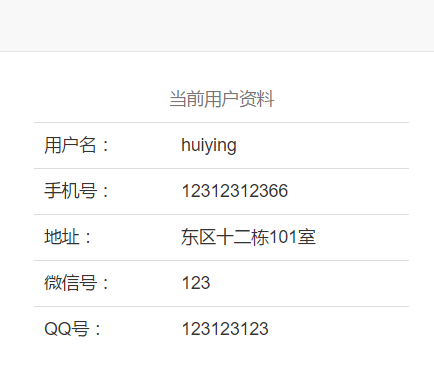 当前用户资料
用户名： huiying
手机号： 12312312366
地址： 东区十二栋101室
微信号： 123
QQ号： 123123123